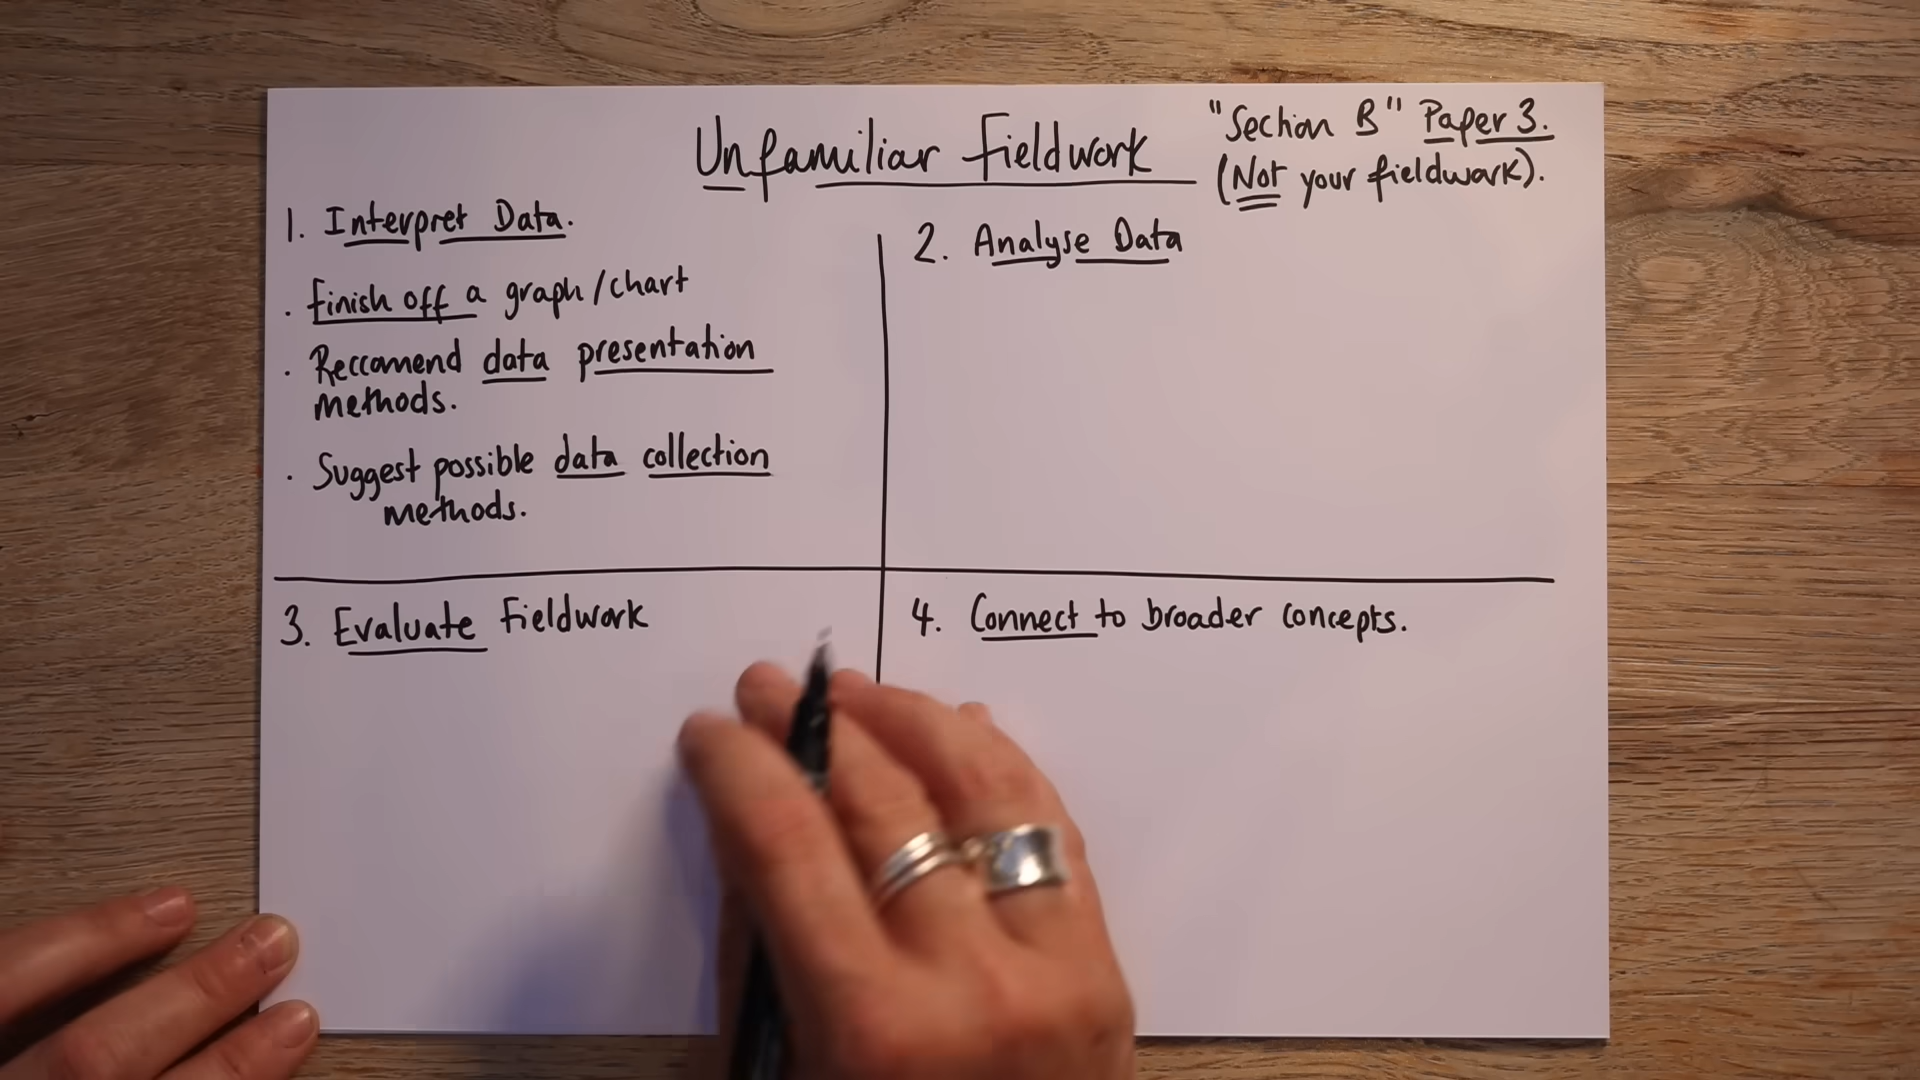 Unfamiliar Fieldwork
"Section B" Paper 3.
(Not your fieldwork).
1. Interpret Data.
. Finish off a graph/chart
. Reccomend data presentation
methods.
. Suggest possible data collection
methods.
2. Analyse Data
3. Evaluate Fieldwork
4. Connect to broader concepts.